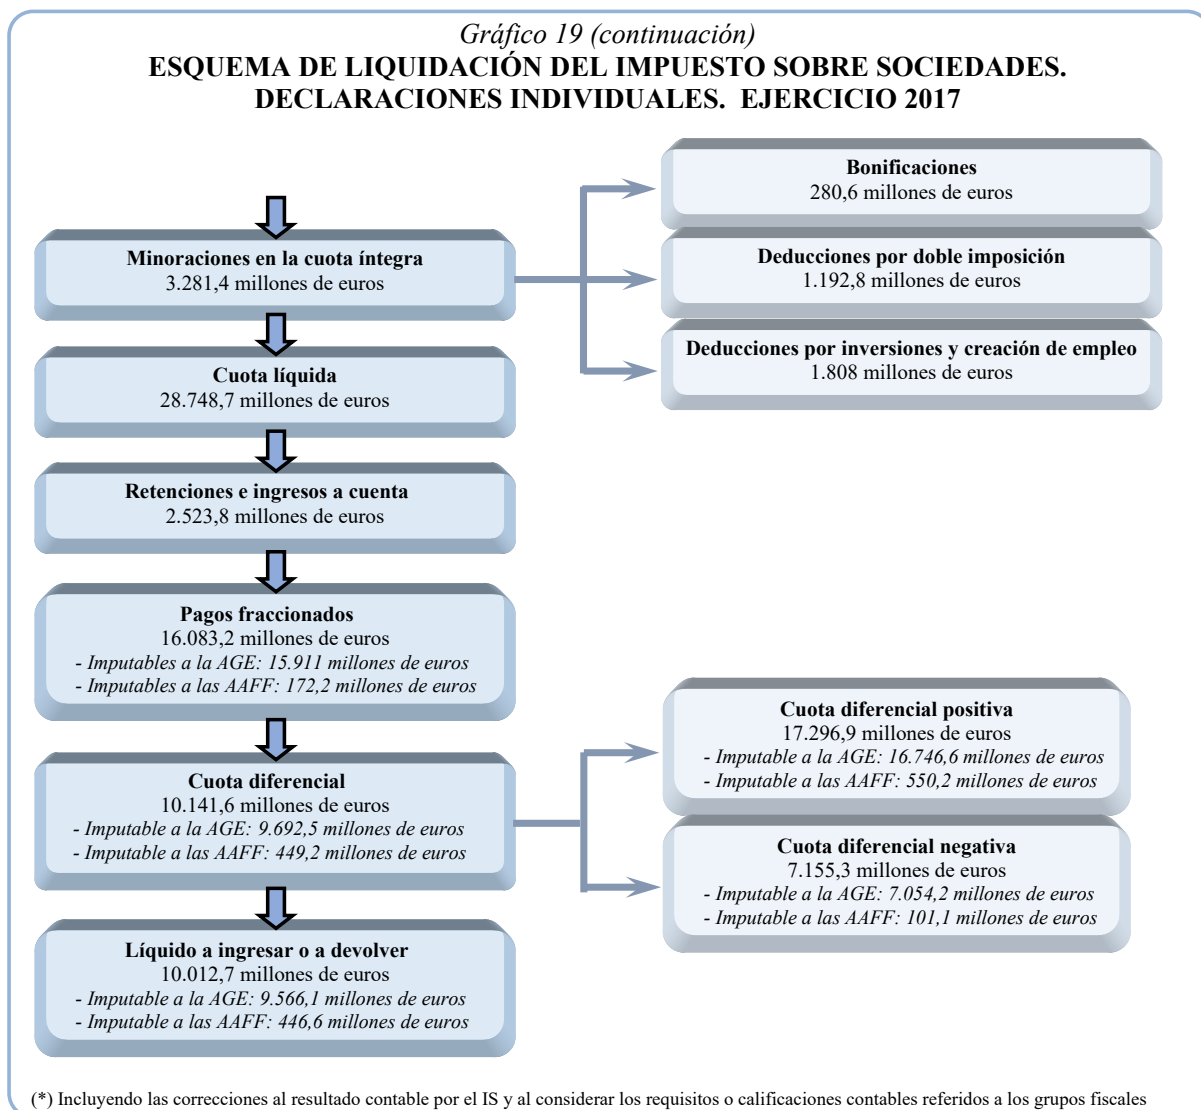 Gráfico 19 (continuación)
ESQUEMA DE LIQUIDACIÓN DEL IMPUESTO SOBRE SOCIEDADES.
DECLARACIONES INDIVIDUALES. EJERCICIO 2017
Minoraciones en la cuota íntegra
3.281,4 millones de euros
Bonificaciones
280,6 millones de euros
Deducciones por doble imposición
1.192,8 millones de euros
Deducciones por inversiones y creación de empleo
1.808 millones de euros
Cuota líquida
28.748,7 millones de euros
Retenciones e ingresos a cuenta
2.523,8 millones de euros
Pagos fraccionados
16.083,2 millones de euros
- Imputables a la AGE: 15.911 millones de euros
- Imputables a las AAFF: 172,2 millones de euros
Cuota diferencial
10.141,6 millones de euros
- Imputable a la AGE: 9.692,5 millones de euros
- Imputable a las AAFF: 449,2 millones de euros
Cuota diferencial positiva
17.296,9 millones de euros
- Imputable a la AGE: 16.746,6 millones de euros
- Imputable a las AAFF: 550,2 millones de euros
Cuota diferencial negativa
7.155,3 millones de euros
- Imputable a la AGE: 7.054,2 millones de euros
- Imputable a las AAFF: 101,1 millones de euros
Líquido a ingresar o a devolver
10.012,7 millones de euros
- Imputable a la AGE: 9.566,1 millones de euros
- Imputable a las AAFF: 446,6 millones de euros
(*) Incluyendo las correcciones al resultado contable por el IS y al considerar los requisitos o calificaciones contables referidos a los grupos fiscales